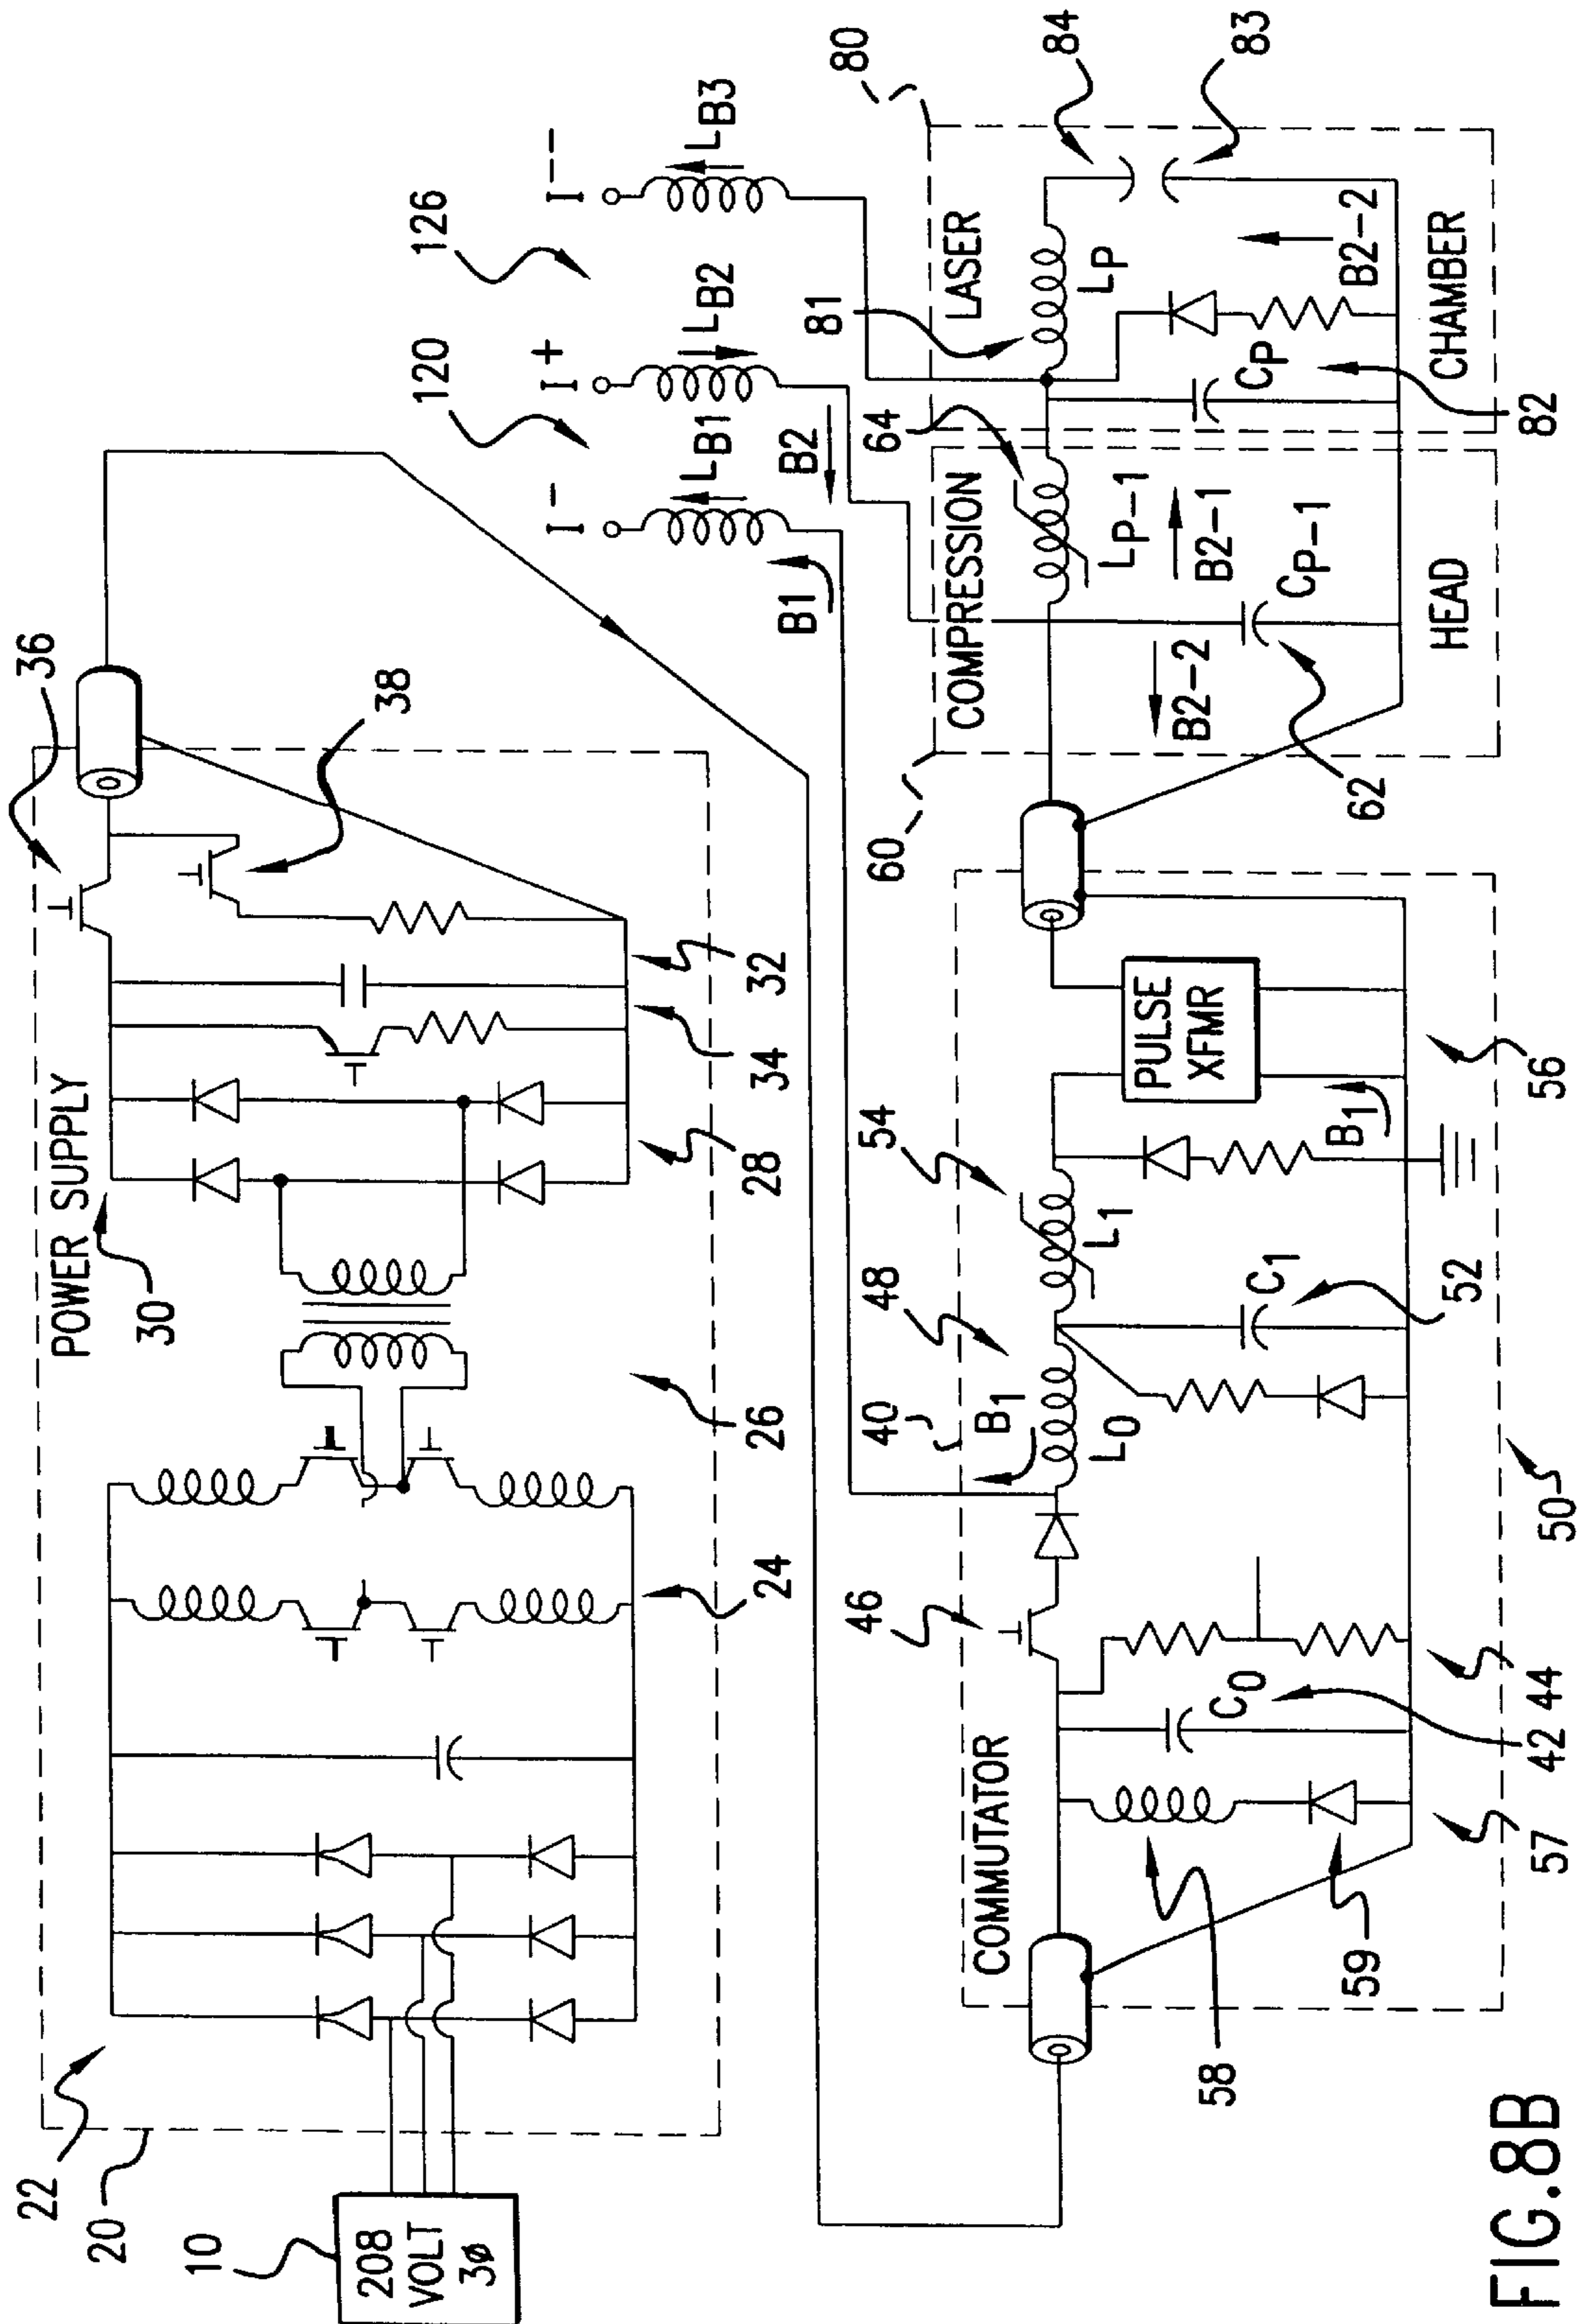 22
20
10
208
VOLT
3ø
POWER SUPPLY
30
24
26
28
34
32
36
38
120
126
I-
I+
I--
LB1
LB2
LB3
B1
B2
COMMUTATOR
46
40
B1
48
54
L0
L1
C0
C1
52
B1
PULSE
XFMR
58
59
57
42
44
50
56
60
COMPRESSION
64
LP-1
B2-1
B2-2
CP-1
HEAD
62
80
LASER
81
LP
84
83
B2-2
CP
82
CHAMBER
FIG.8B